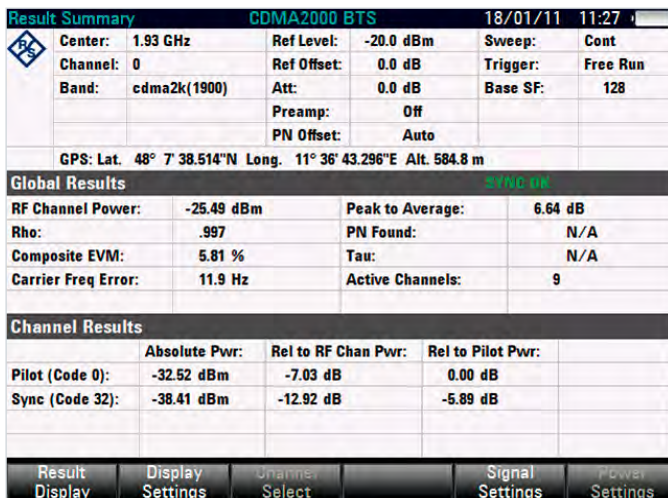 Result Summary CDMA2000 BTS 18/01/11 11:27
R&S
Center: 1.93 GHz Ref Level: -20.0 dBm Sweep: Cont
Channel: 0 Ref Offset: 0.0 dB Trigger: Free Run
Band: cdma2k(1900) Att: 0.0 dB Base SF: 128
Preamp: Off
PN Offset: Auto
GPS: Lat. 48° 7' 38.514"N Long. 11° 36' 43.296"E Alt. 584.8 m
Global Results SYNC OK
RF Channel Power: -25.49 dBm Peak to Average: 6.64 dB
Rho: .997 PN Found: N/A
Composite EVM: 5.81 % Tau: N/A
Carrier Freq Error: 11.9 Hz Active Channels: 9
Channel Results
Absolute Pwr: Rel to RF Chan Pwr: Rel to Pilot Pwr:
Pilot (Code 0): -32.52 dBm -7.03 dB 0.00 dB
Sync (Code 32): -38.41 dBm -12.92 dB -5.89 dB
Result Display Channel Signal Power
Display Settings Select Settings Settings